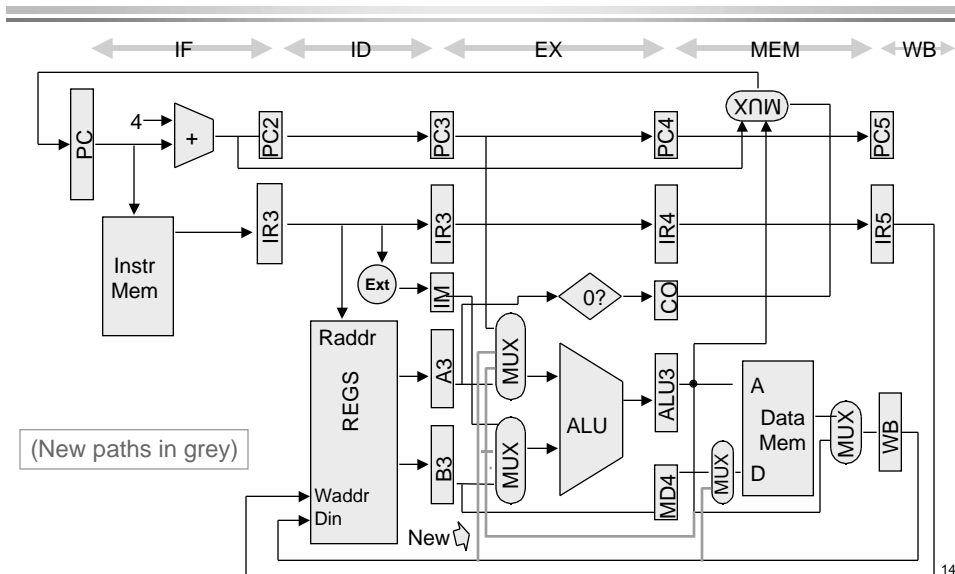 IF ID EX MEM WB
MUX
4
PC
+
PC2
PC3
PC4
PC5
Instr
Mem
IR3
IR3
IR4
IR5
Ext
IM
0?
CO
Raddr
REGS
A3
MUX
ALU
ALU3
A
Data
Mem
MUX
WB
(New paths in grey)
B3
MUX
MD4
MUX
D
Waddr
Din
New
14